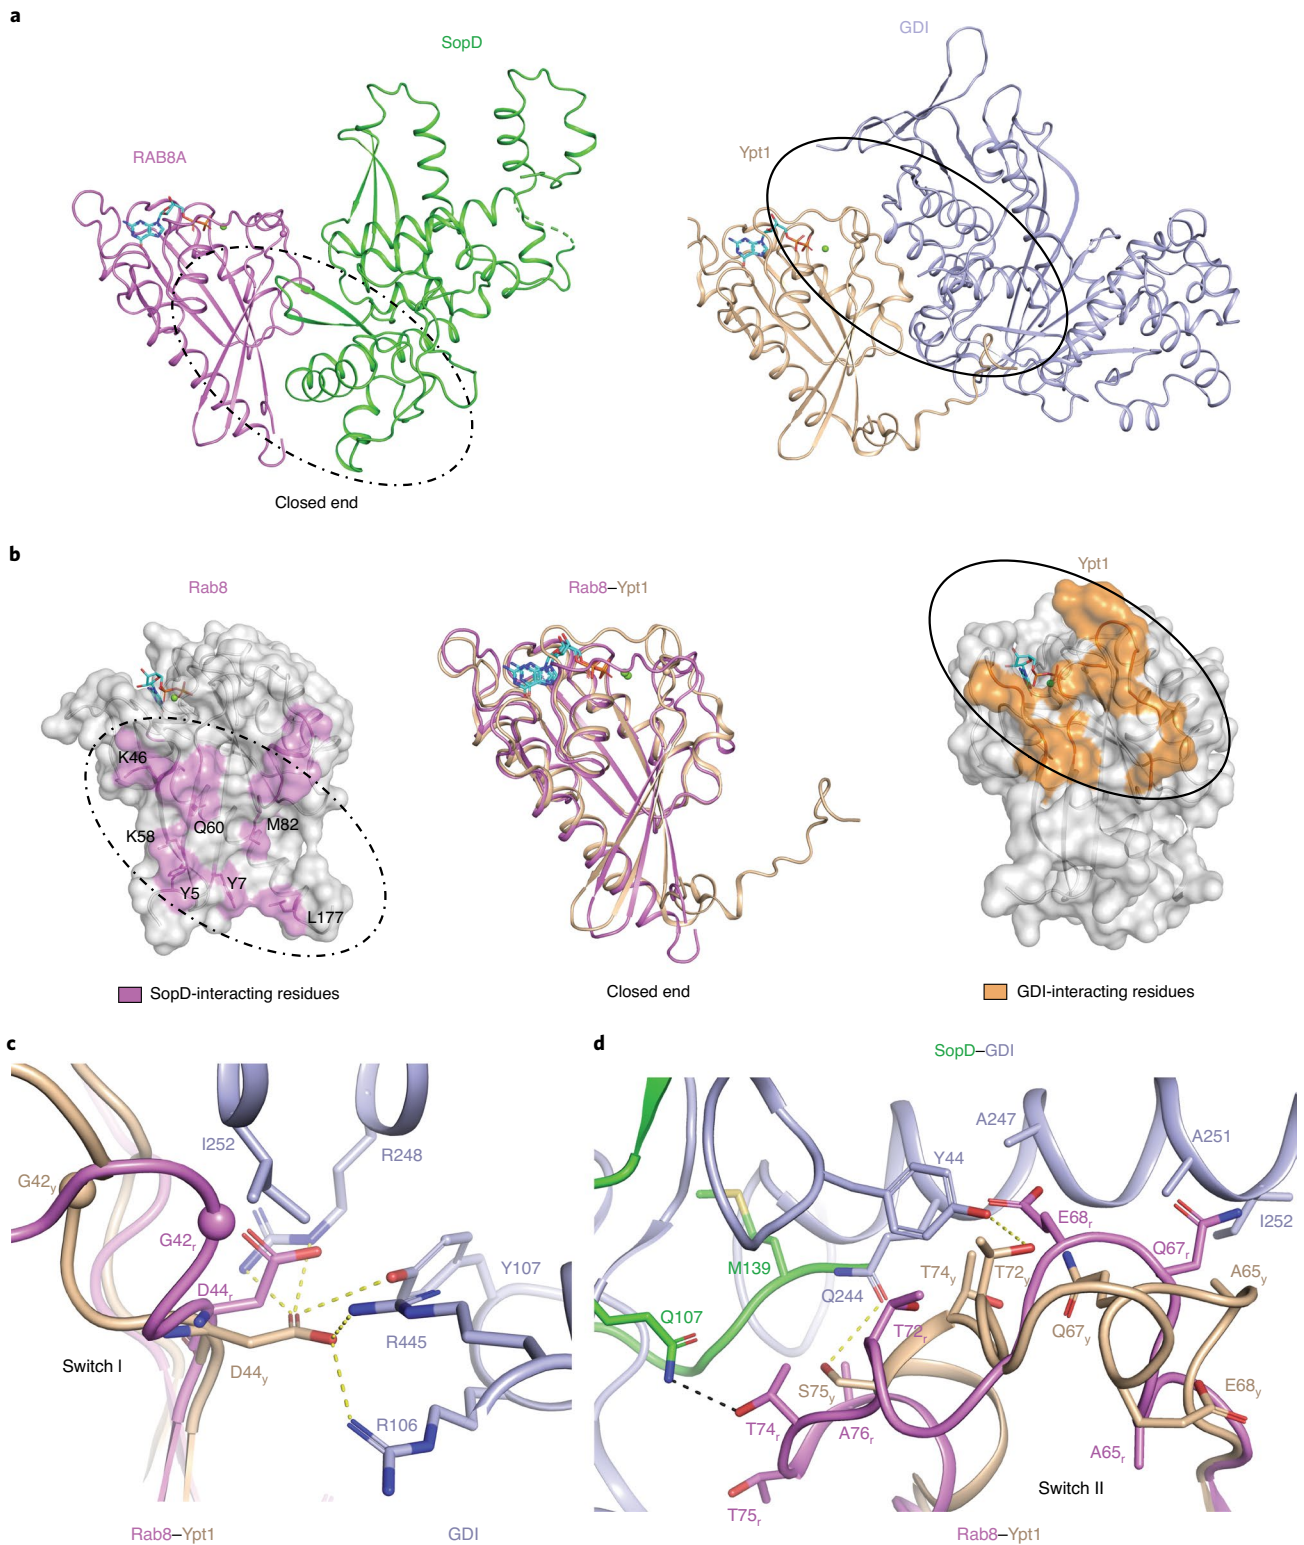 a
SopD
GDI
RAB8A
Ypt1
Closed end
b
Rab8
Rab8–Ypt1
Ypt1
K46
Q60
M82
K58
Y5
Y7
L177
SopD-interacting residues
Closed end
GDI-interacting residues
c
d
SopD–GDI
I252
R248
G42y
G42r
D44r
Y107
R445
Switch I
D44y
R106
Rab8–Ypt1
GDI
A247
A251
Y44
E68r
I252
Q67r
M139
T74y
T72y
A65y
Q244
Q107
T72r
Q67y
S75y
E68y
T74r
A76r
A65r
T75r
Switch II
Rab8–Ypt1